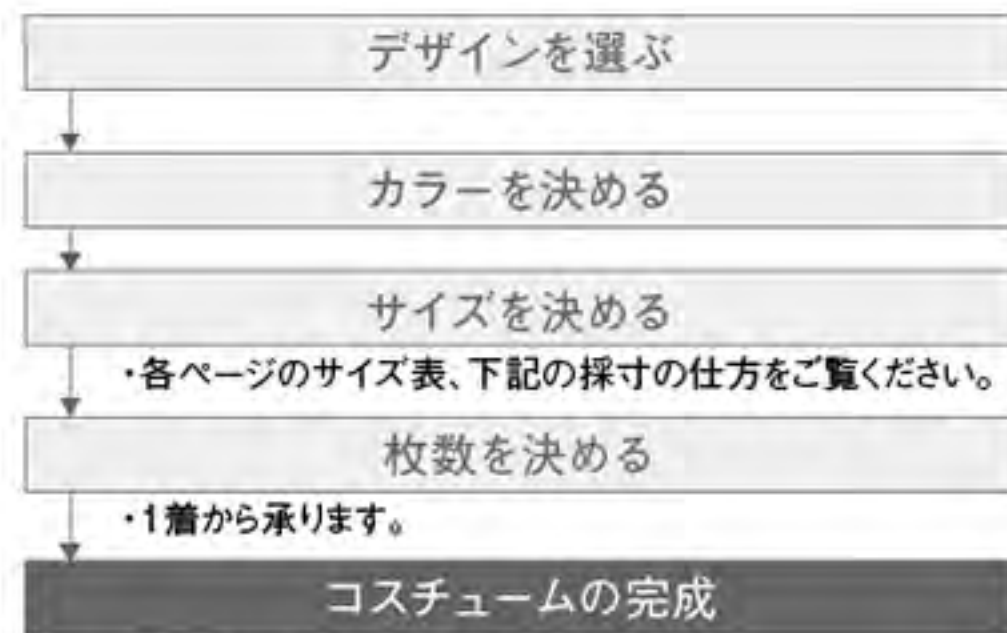 デザインを選ぶ
カラーを決める
サイズを決める
・各ページのサイズ表、下記の採寸の仕方をご覧ください。
枚数を決める
・1着から承ります。
コスチュームの完成